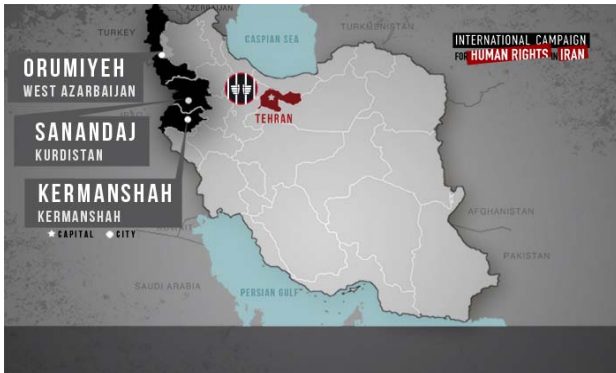 AZERBAIJAN
TURKEY
TURKMENISTAN
CASPIAN SEA
INTERNATIONAL CAMPAIGN
FOR HUMAN RIGHTS IN IRAN
ORUMIYEH
WEST AZARBAIJAN
TEHRAN
SANANDAJ
KURDISTAN
KERMANSHAH
KERMANSHAH
AFGHANISTAN
CAPITAL
CITY
PAKISTAN
SAUDI ARABIA
PERSIAN GULF